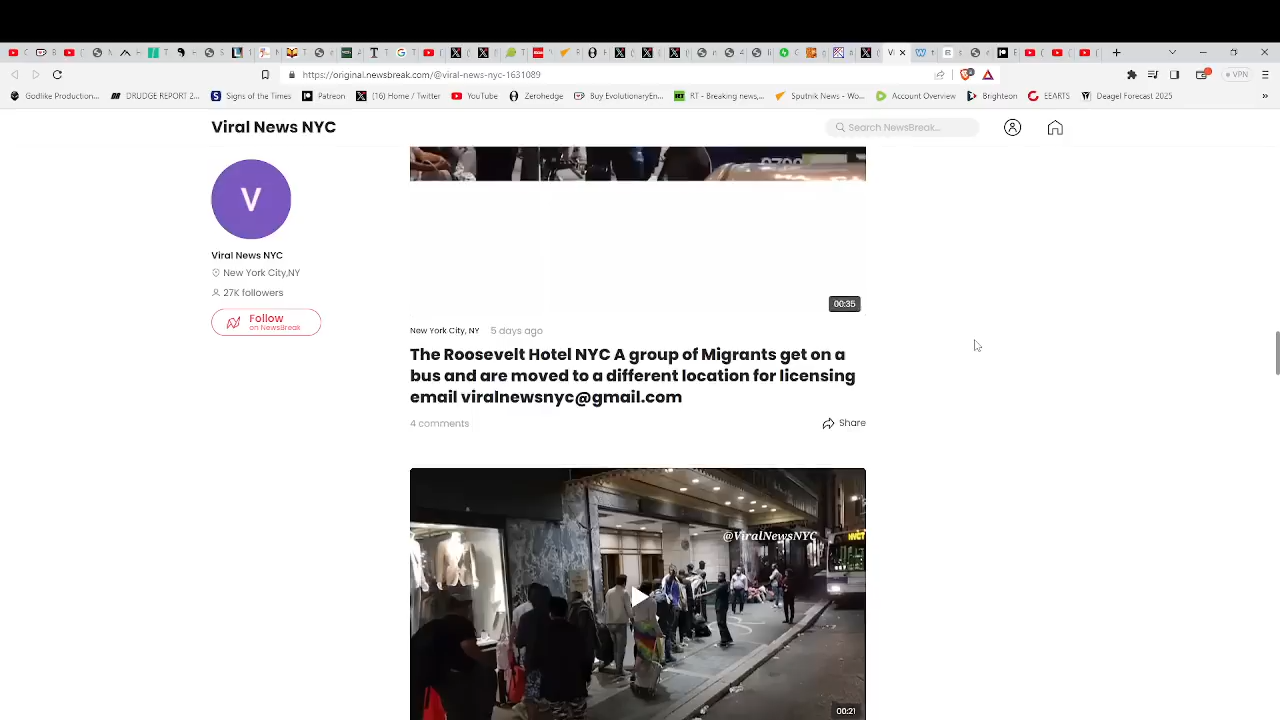 https://original.newsbreak.com/@viral-news-nyc-1631089
VPN
Godlike Production...
DRUDGE REPORT 2...
Signs of the Times
Patreon
(16) Home / Twitter
YouTube
Zerohedge
Buy EvolutionaryEn...
RT - Breaking news,...
Sputnik News - Wo...
Account Overview
Brighteon
EEARTS
Deagel Forecast 2025
»
Viral News NYC
Search NewsBreak...
V
Viral News NYC
New York City,NY
27K followers
Follow
on NewsBreak
00:35
New York City, NY 5 days ago
The Roosevelt Hotel NYC A group of Migrants get on a
bus and are moved to a different location for licensing
email viralnewsnyc@gmail.com
4 comments
Share
@ViralNewsNYC
00:21